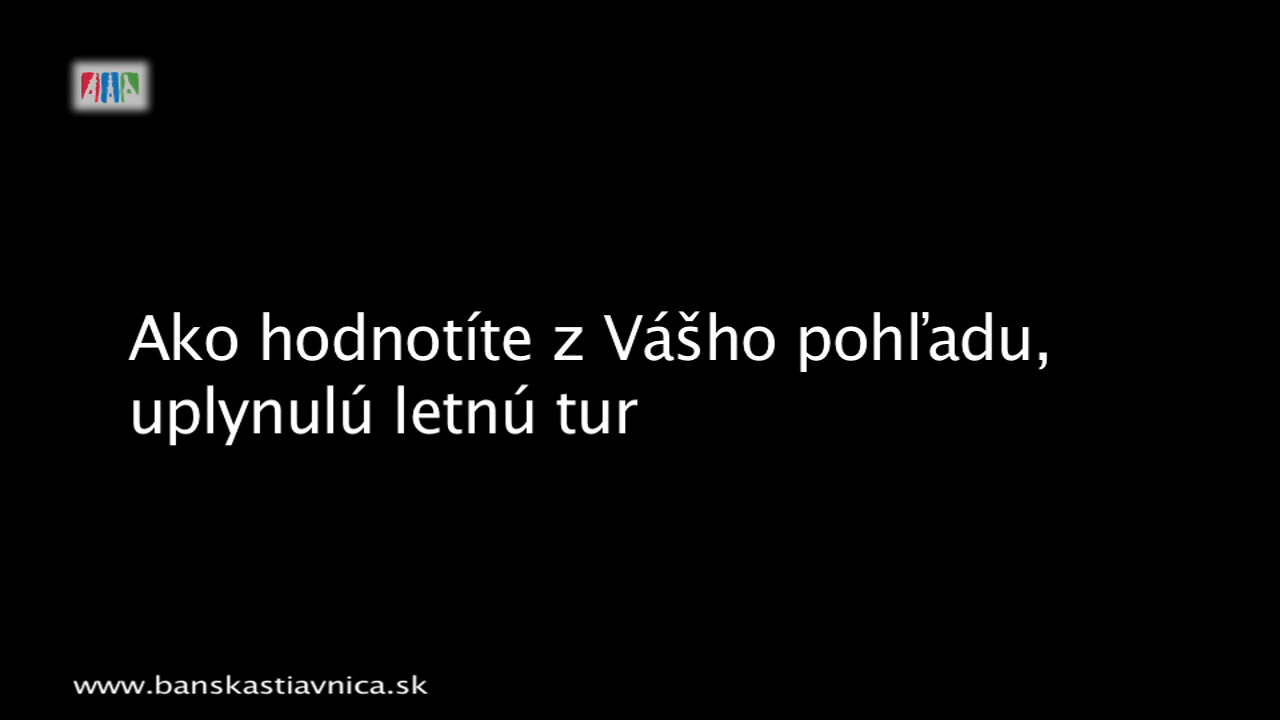 Ako hodnotíte z Vášho pohľadu,
uplynulú letnú tur
www.banskastiavnica.sk